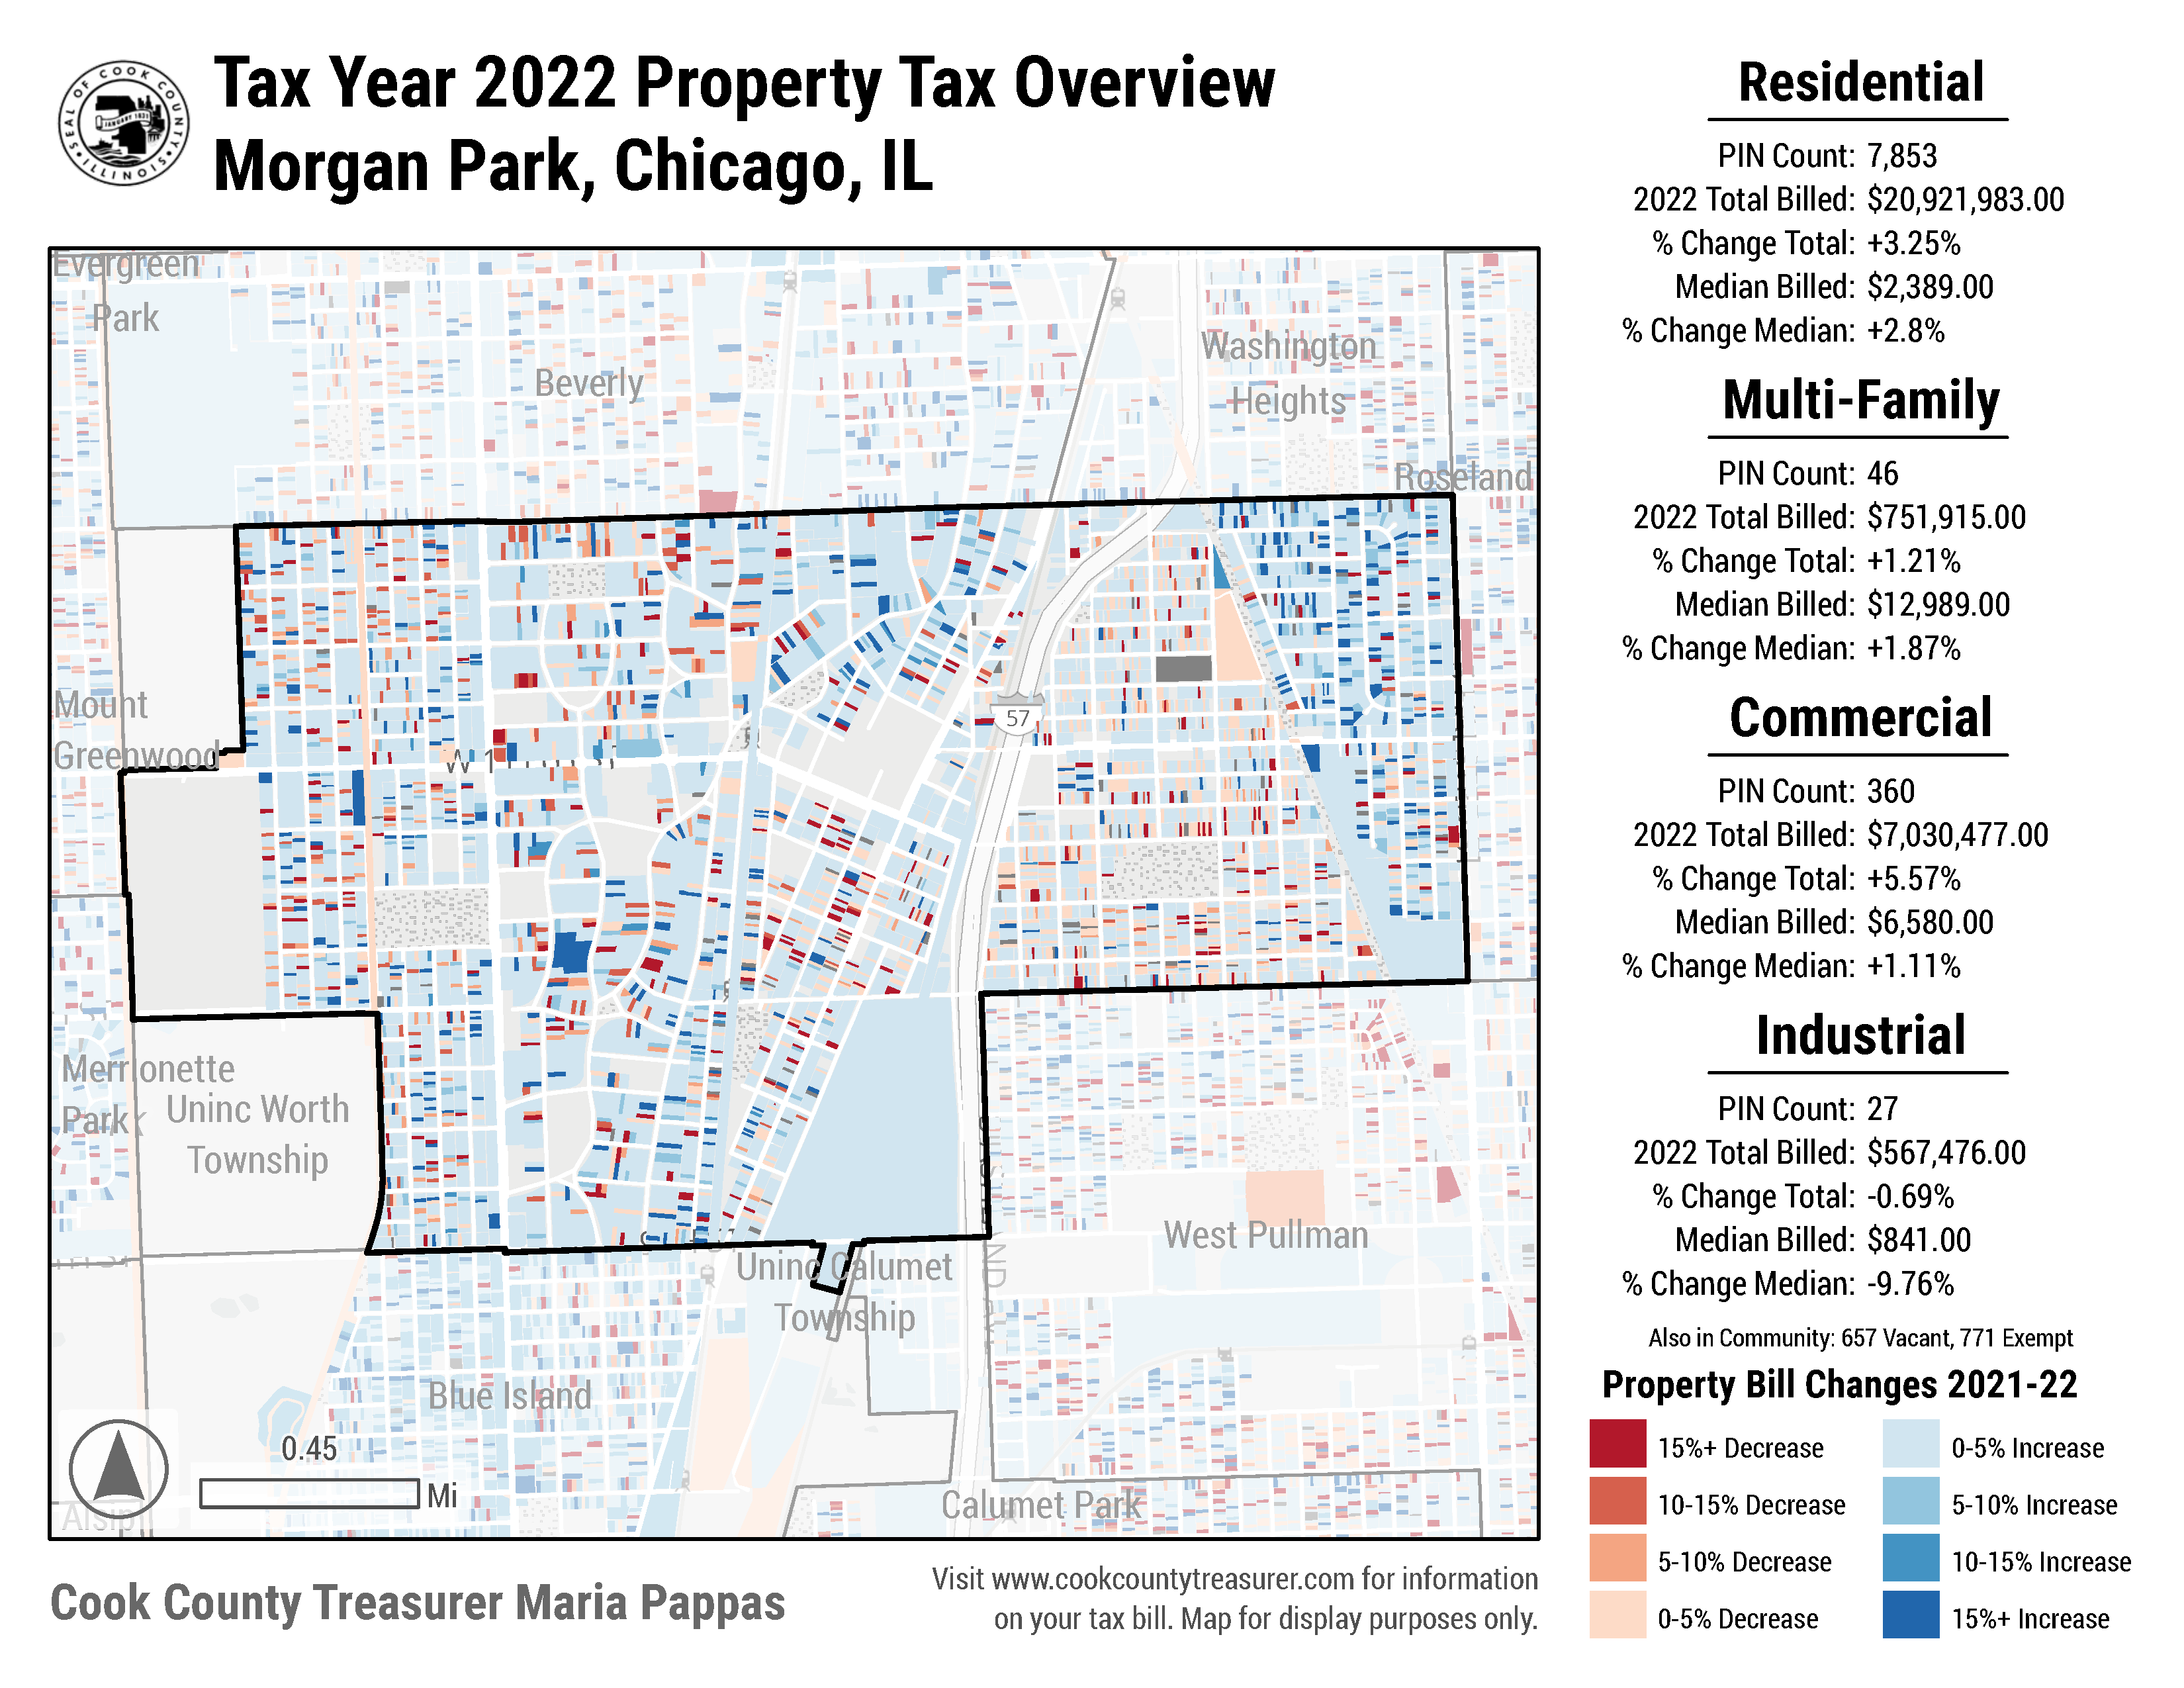 SEAL OF COOK COUNTY
JANUARY 1831
ILLINOIS
Tax Year 2022 Property Tax Overview
Morgan Park, Chicago, IL
Evergreen
Park
Beverly
Washington
Heights
Roseland
Mount
Greenwood
57
Merrionette
Park
Uninc Worth
Township
West Pullman
Uninc Calumet
Township
Blue Island
Calumet Park
Alsip
0.45
Mi
Cook County Treasurer Maria Pappas
Visit www.cookcountytreasurer.com for information
on your tax bill. Map for display purposes only.
Residential
PIN Count: 7,853
2022 Total Billed: $20,921,983.00
% Change Total: +3.25%
Median Billed: $2,389.00
% Change Median: +2.8%
Multi-Family
PIN Count: 46
2022 Total Billed: $751,915.00
% Change Total: +1.21%
Median Billed: $12,989.00
% Change Median: +1.87%
Commercial
PIN Count: 360
2022 Total Billed: $7,030,477.00
% Change Total: +5.57%
Median Billed: $6,580.00
% Change Median: +1.11%
Industrial
PIN Count: 27
2022 Total Billed: $567,476.00
% Change Total: -0.69%
Median Billed: $841.00
% Change Median: -9.76%
Also in Community: 657 Vacant, 771 Exempt
Property Bill Changes 2021-22
15%+ Decrease
10-15% Decrease
5-10% Decrease
0-5% Decrease
0-5% Increase
5-10% Increase
10-15% Increase
15%+ Increase